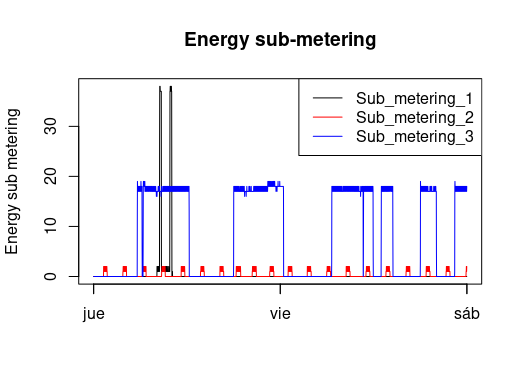 Energy sub-metering
Sub_metering_1
Sub_metering_2
Sub_metering_3
Energy sub metering
30
20
10
0
jue
vie
sáb